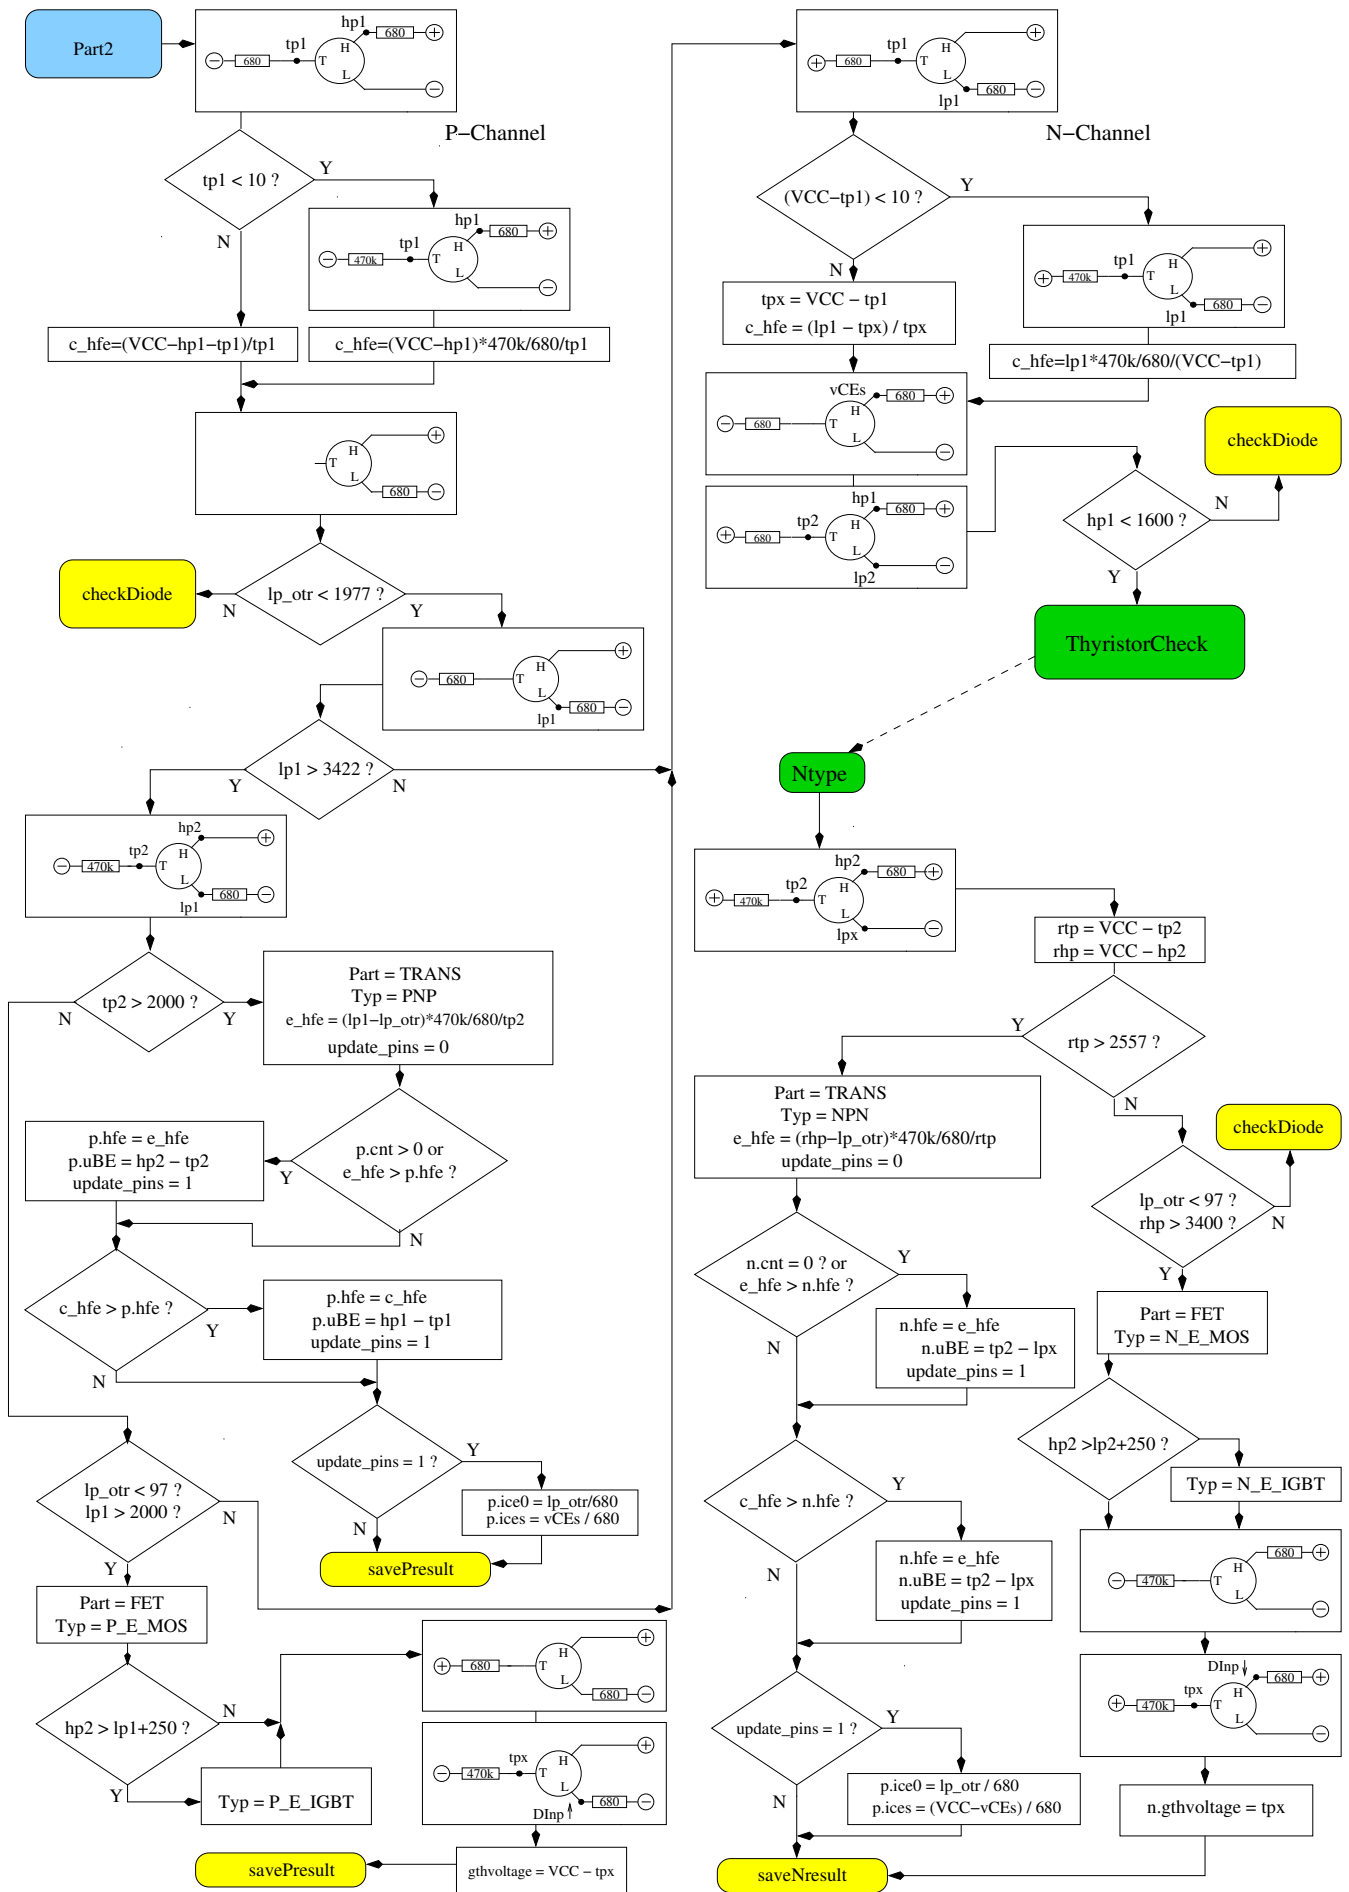 Part2
hp1
680
tp1
680
T
H
L
P−Channel
tp1 < 10 ?
Y
N
hp1
680
tp1
470k
T
H
L
c_hfe=(VCC−hp1−tp1)/tp1
c_hfe=(VCC−hp1)*470k/680/tp1
T
H
L
680
lp_otr < 1977 ?
N
Y
checkDiode
680
T
H
L
680
lp1
lp1 > 3422 ?
Y
N
hp2
tp2
470k
T
H
L
680
lp1
tp2 > 2000 ?
N
Y
Part = TRANS
Typ = PNP
e_hfe = (lp1−lp_otr)*470k/680/tp2
update_pins = 0
p.cnt > 0 or
e_hfe > p.hfe ?
Y
N
p.hfe = e_hfe
p.uBE = hp2 − tp2
update_pins = 1
c_hfe > p.hfe ?
Y
N
p.hfe = c_hfe
p.uBE = hp1 − tp1
update_pins = 1
update_pins = 1 ?
Y
N
p.ice0 = lp_otr/680
p.ices = vCEs / 680
savePresult
lp_otr < 97 ?
lp1 > 2000 ?
N
Y
Part = FET
Typ = P_E_MOS
hp2 > lp1+250 ?
N
Y
Typ = P_E_IGBT
680
T
H
L
680
tpx
470k
T
H
L
680
DInp
gthvoltage = VCC − tpx
savePresult
tp1
680
T
H
L
680
lp1
N−Channel
(VCC−tp1) < 10 ?
Y
N
tp1
470k
T
H
L
680
lp1
tpx = VCC − tp1
c_hfe = (lp1 − tpx) / tpx
c_hfe=lp1*470k/680/(VCC−tp1)
vCEs
680
680
T
H
L
hp1
680
tp2
680
T
H
L
lp2
hp1 < 1600 ?
N
Y
checkDiode
ThyristorCheck
Ntype
hp2
680
tp2
470k
T
H
L
lpx
rtp = VCC − tp2
rhp = VCC − hp2
rtp > 2557 ?
Y
N
Part = TRANS
Typ = NPN
e_hfe = (rhp−lp_otr)*470k/680/rtp
update_pins = 0
lp_otr < 97 ?
rhp > 3400 ?
N
Y
checkDiode
n.cnt = 0 ? or
e_hfe > n.hfe ?
Y
N
n.hfe = e_hfe
n.uBE = tp2 − lpx
update_pins = 1
c_hfe > n.hfe ?
Y
N
n.hfe = e_hfe
n.uBE = tp2 − lpx
update_pins = 1
update_pins = 1 ?
Y
N
p.ice0 = lp_otr / 680
p.ices = (VCC−vCEs) / 680
saveNresult
Part = FET
Typ = N_E_MOS
hp2 >lp2+250 ?
Y
N
Typ = N_E_IGBT
680
470k
T
H
L
DInp
680
tpx
470k
T
H
L
n.gthvoltage = tpx